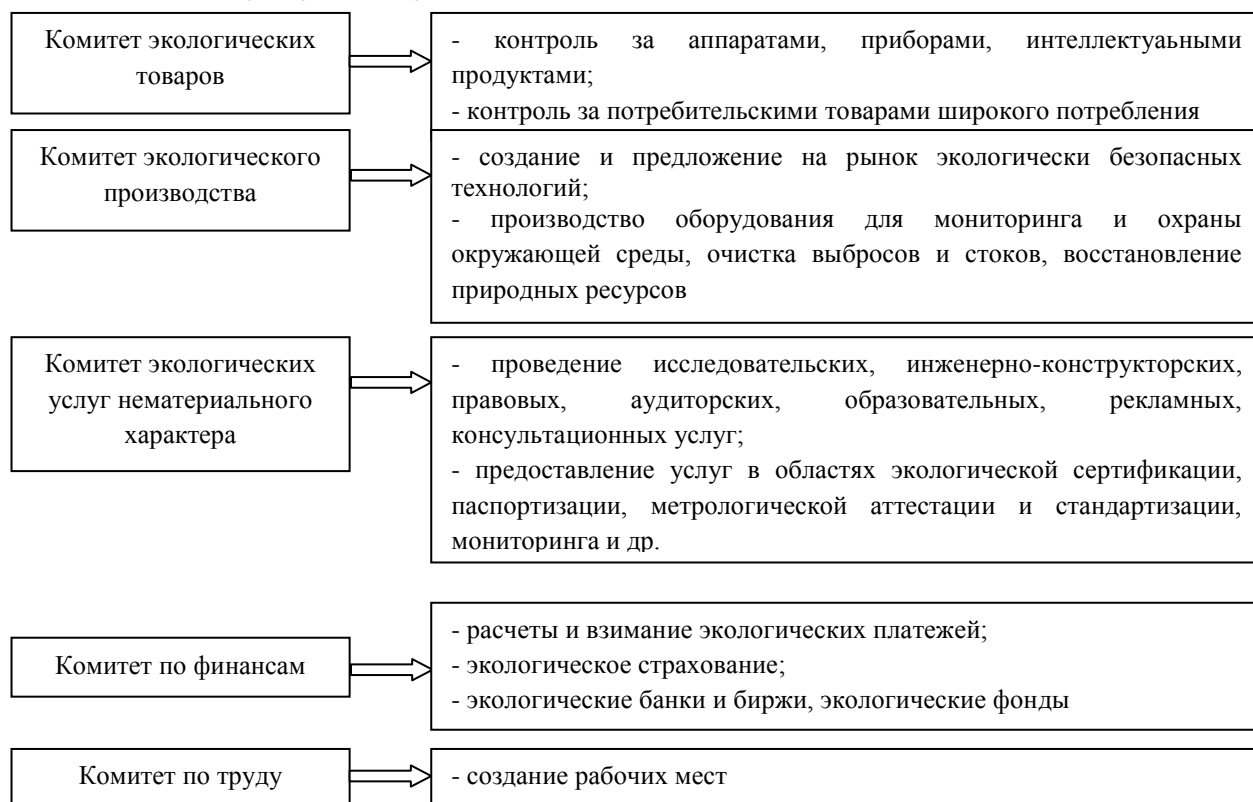 Комитет экологических
товаров
- контроль за аппаратами, приборами, интеллектуаьными
продуктами;
- контроль за потребительскими товарами широкого потребления
Комитет экологического
производства
- создание и предложение на рынок экологически безопасных
технологий;
- производство оборудования для мониторинга и охраны
окружающей среды, очистка выбросов и стоков, восстановление
природных ресурсов
Комитет экологических
услуг нематериального
характера
- проведение исследовательских, инженерно-конструкторских,
правовых, аудиторских, образовательных, рекламных,
консультационных услуг;
- предоставление услуг в областях экологической сертификации,
паспортизации, метрологической аттестации и стандартизации,
мониторинга и др.
Комитет по финансам
- расчеты и взимание экологических платежей;
- экологическое страхование;
- экологические банки и биржи, экологические фонды
Комитет по труду
- создание рабочих мест